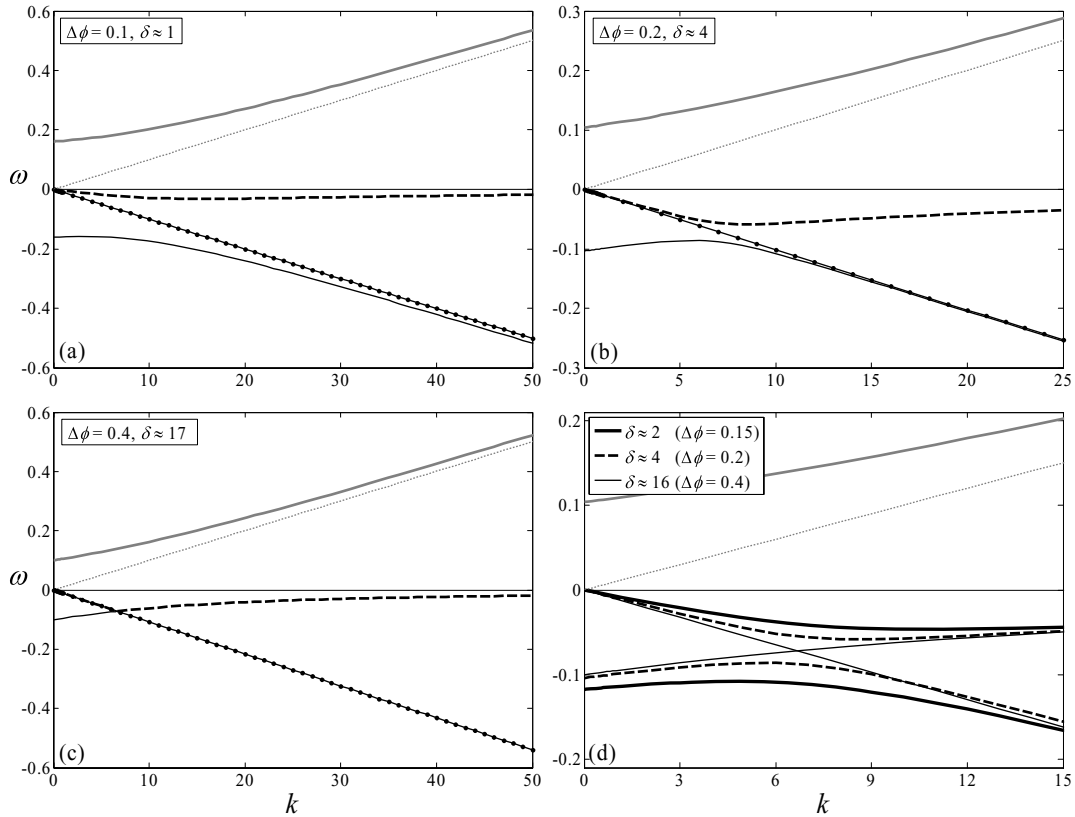 Δϕ = 0.1, δ ≈ 1
0.6
0.4
0.2
0
-0.2
-0.4
-0.6
ω
(a)
0 10 20 30 40 50
Δϕ = 0.2, δ ≈ 4
0.3
0.2
0.1
0
-0.1
-0.2
-0.3
(b)
0 5 10 15 20 25
Δϕ = 0.4, δ ≈ 17
0.6
0.4
0.2
0
-0.2
-0.4
-0.6
ω
(c)
0 10 20 30 40 50
k
δ ≈ 2 (Δϕ = 0.15)
δ ≈ 4 (Δϕ = 0.2)
δ ≈ 16 (Δϕ = 0.4)
0.2
0.1
0
-0.1
-0.2
(d)
0 3 6 9 12 15
k